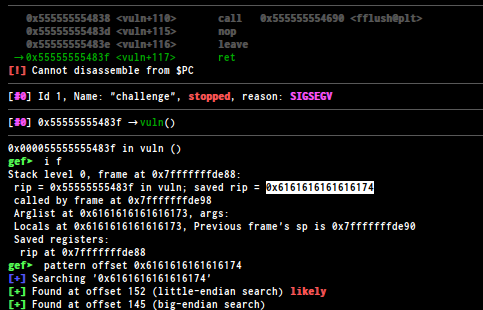 0x555555554838 <vuln+110> call 0x555555554690 <fflush@plt>
0x55555555483d <vuln+115> nop
0x55555555483e <vuln+116> leave
→0x55555555483f <vuln+117> ret
[!] Cannot disassemble from $PC
[#0] Id 1, Name: "challenge", stopped, reason: SIGSEGV
[#0] 0x55555555483f →vuln()
0x000055555555483f in vuln ()
gef➤ i f
Stack level 0, frame at 0x7fffffffde88:
rip = 0x55555555483f in vuln; saved rip = 0x6161616161616174
called by frame at 0x7fffffffde98
Arglist at 0x6161616161616173, args:
Locals at 0x6161616161616173, Previous frame's sp is 0x7fffffffde90
Saved registers:
rip at 0x7fffffffde88
gef➤ pattern offset 0x6161616161616174
[+] Searching '0x6161616161616174'
[+] Found at offset 152 (little-endian search) likely
[+] Found at offset 145 (big-endian search)